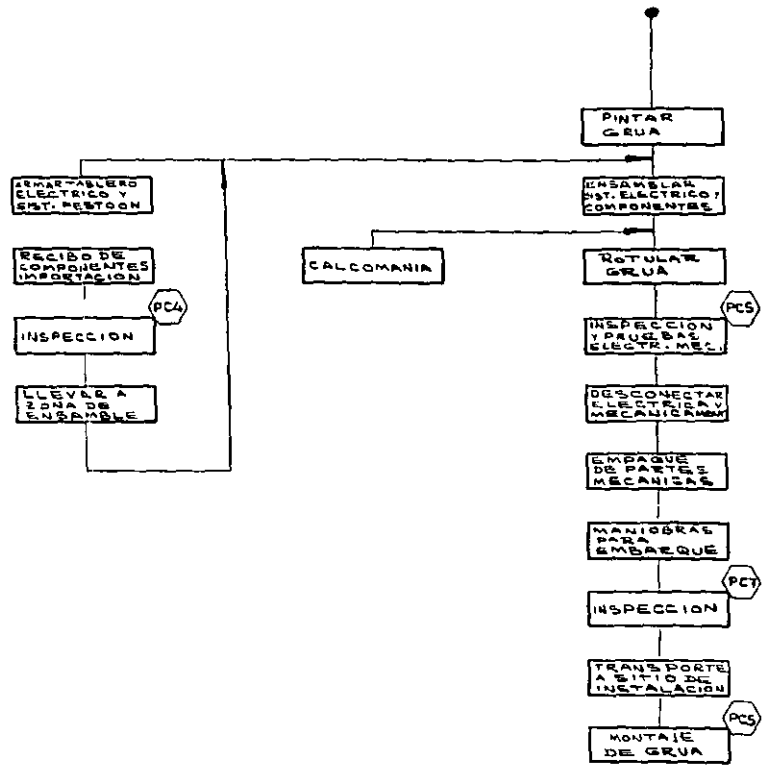 PINTAR
GRUA
ARMAR TABLERO
ELECTRICO Y
SIST. FESTOON
ENSAMBLAR
SIST. ELECTRICO Y
COMPONENTES
RECIBO DE
COMPONENTES
IMPORTACION
CALCOMANIA
ROTULAR
GRUA
PC4
INSPECCION
PC5
INSPECCION
Y PRUEBAS
ELECTR. MEC.
LLEVAR A
ZONA DE
ENSAMBLE
DESCONECTAR
ELECTRICA Y
MECANICAMENT
EMPAQUE
DE PARTES
MECANICAS
MANIOBRAS
PARA
EMBARQUE
PC7
INSPECCION
TRANSPORTE
A SITIO DE
INSTALACION
PC5
MONTAJE
DE GRUA